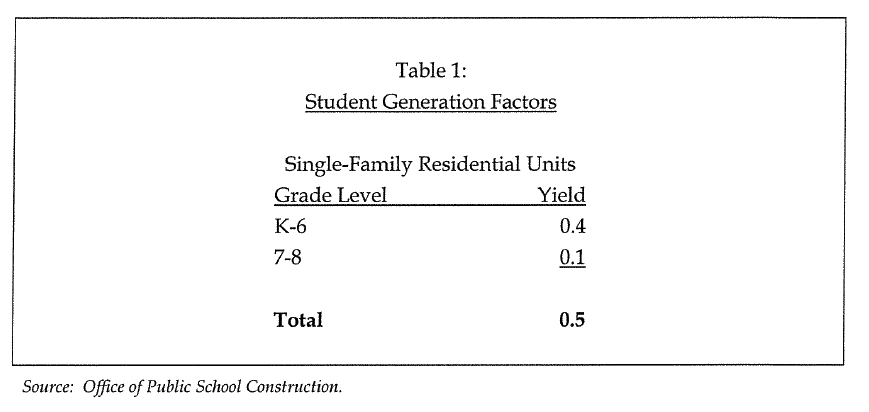 Table 1:
Student Generation Factors
Single-Family Residential Units
Grade Level Yield
K-6 0.4
7-8 0.1
Total 0.5
Source: Office of Public School Construction.